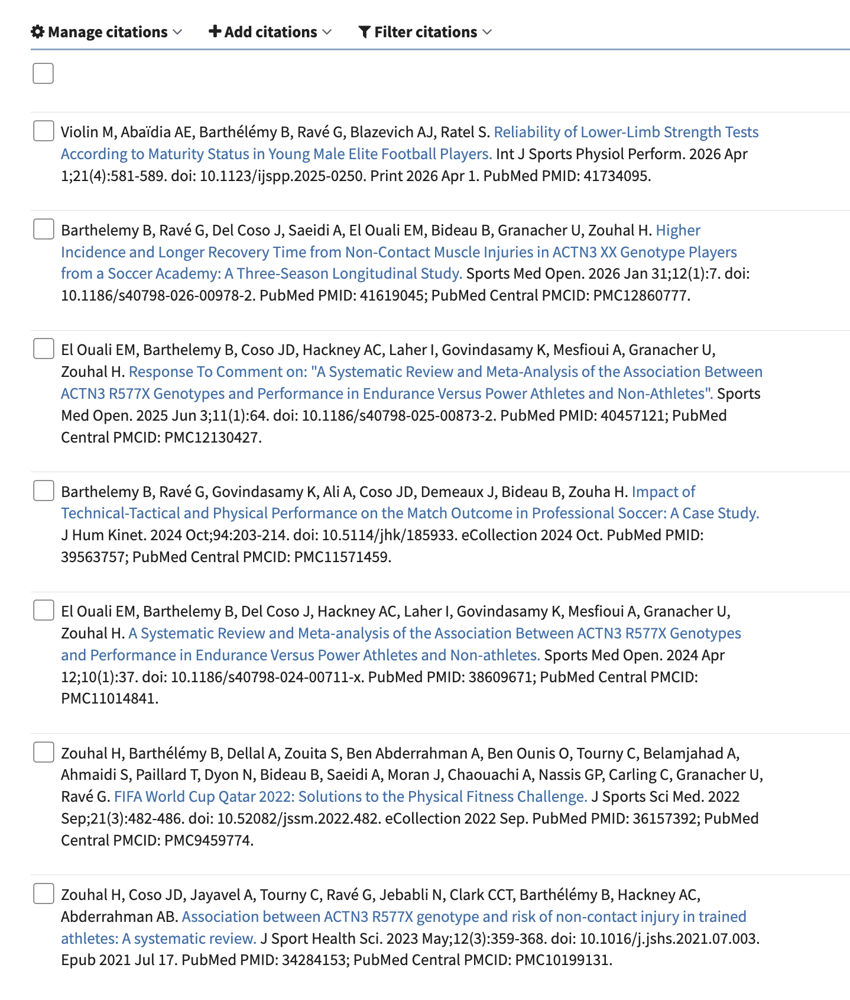 Manage citations Add citations Filter citations
Violin M, Abaïdia AE, Barthélémy B, Ravé G, Blazevich AJ, Ratel S. Reliability of Lower-Limb Strength Tests
According to Maturity Status in Young Male Elite Football Players. Int J Sports Physiol Perform. 2026 Apr
1;21(4):581-589. doi: 10.1123/ijspp.2025-0250. Print 2026 Apr 1. PubMed PMID: 41734095.
Barthelemy B, Ravé G, Del Coso J, Saeidi A, El Ouali EM, Bideau B, Granacher U, Zouhal H. Higher
Incidence and Longer Recovery Time from Non-Contact Muscle Injuries in ACTN3 XX Genotype Players
from a Soccer Academy: A Three-Season Longitudinal Study. Sports Med Open. 2026 Jan 31;12(1):7. doi:
10.1186/s40798-026-00978-2. PubMed PMID: 41619045; PubMed Central PMCID: PMC12860777.
El Ouali EM, Barthelemy B, Coso JD, Hackney AC, Laher I, Govindasamy K, Mesfioui A, Granacher U,
Zouhal H. Response To Comment on: "A Systematic Review and Meta-Analysis of the Association Between
ACTN3 R577X Genotypes and Performance in Endurance Versus Power Athletes and Non-Athletes". Sports
Med Open. 2025 Jun 3;11(1):64. doi: 10.1186/s40798-025-00873-2. PubMed PMID: 40457121; PubMed
Central PMCID: PMC12130427.
Barthelemy B, Ravé G, Govindasamy K, Ali A, Coso JD, Demeaux J, Bideau B, Zouha H. Impact of
Technical-Tactical and Physical Performance on the Match Outcome in Professional Soccer: A Case Study.
J Hum Kinet. 2024 Oct;94:203-214. doi: 10.5114/jhk/185933. eCollection 2024 Oct. PubMed PMID:
39563757; PubMed Central PMCID: PMC11571459.
El Ouali EM, Barthelemy B, Del Coso J, Hackney AC, Laher I, Govindasamy K, Mesfioui A, Granacher U,
Zouhal H. A Systematic Review and Meta-analysis of the Association Between ACTN3 R577X Genotypes
and Performance in Endurance Versus Power Athletes and Non-athletes. Sports Med Open. 2024 Apr
12;10(1):37. doi: 10.1186/s40798-024-00711-x. PubMed PMID: 38609671; PubMed Central PMCID:
PMC11014841.
Zouhal H, Barthélémy B, Dellal A, Zouita S, Ben Abderrahman A, Ben Ounis O, Tourny C, Belamjahad A,
Ahmaidi S, Paillard T, Dyon N, Bideau B, Saeidi A, Moran J, Chaouachi A, Nassis GP, Carling C, Granacher U,
Ravé G. FIFA World Cup Qatar 2022: Solutions to the Physical Fitness Challenge. J Sports Sci Med. 2022
Sep;21(3):482-486. doi: 10.52082/jssm.2022.482. eCollection 2022 Sep. PubMed PMID: 36157392; PubMed
Central PMCID: PMC9459774.
Zouhal H, Coso JD, Jayavel A, Tourny C, Ravé G, Jebabli N, Clark CCT, Barthélémy B, Hackney AC,
Abderrahman AB. Association between ACTN3 R577X genotype and risk of non-contact injury in trained
athletes: A systematic review. J Sport Health Sci. 2023 May;12(3):359-368. doi: 10.1016/j.jshs.2021.07.003.
Epub 2021 Jul 17. PubMed PMID: 34284153; PubMed Central PMCID: PMC10199131.